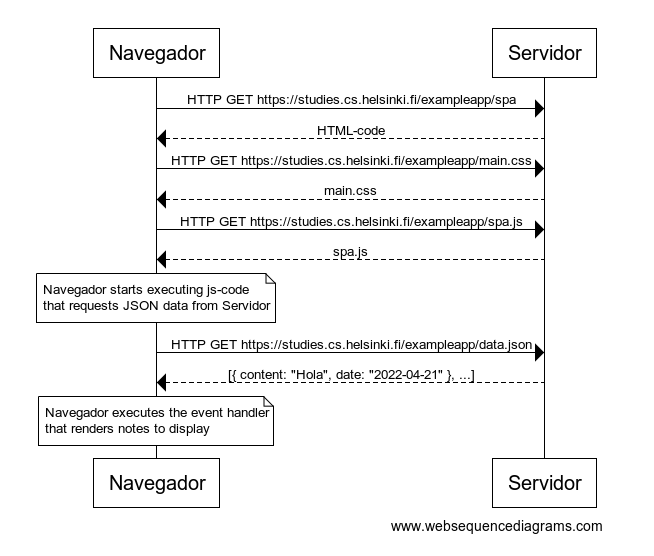 Navegador
Servidor
HTTP GET https://studies.cs.helsinki.fi/exampleapp/spa
HTML-code
HTTP GET https://studies.cs.helsinki.fi/exampleapp/main.css
main.css
HTTP GET https://studies.cs.helsinki.fi/exampleapp/spa.js
spa.js
Navegador starts executing js-code
that requests JSON data from Servidor
HTTP GET https://studies.cs.helsinki.fi/exampleapp/data.json
[{ content: "Hola", date: "2022-04-21" }, ...]
Navegador executes the event handler
that renders notes to display
Navegador
Servidor
www.websequencediagrams.com